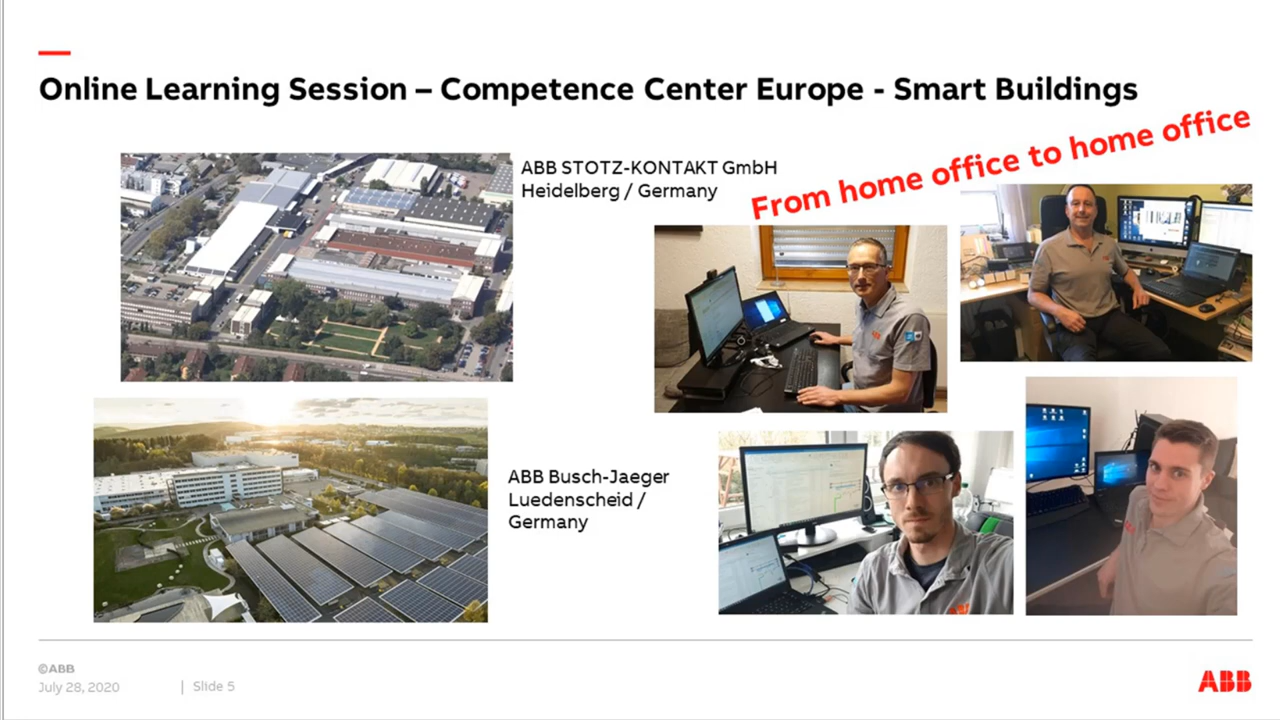 Online Learning Session – Competence Center Europe - Smart Buildings
From home office to home office
ABB STOTZ-KONTAKT GmbH
Heidelberg / Germany
ABB Busch-Jaeger
Luedenscheid /
Germany
©ABB
July 28, 2020 | Slide 5
ABB